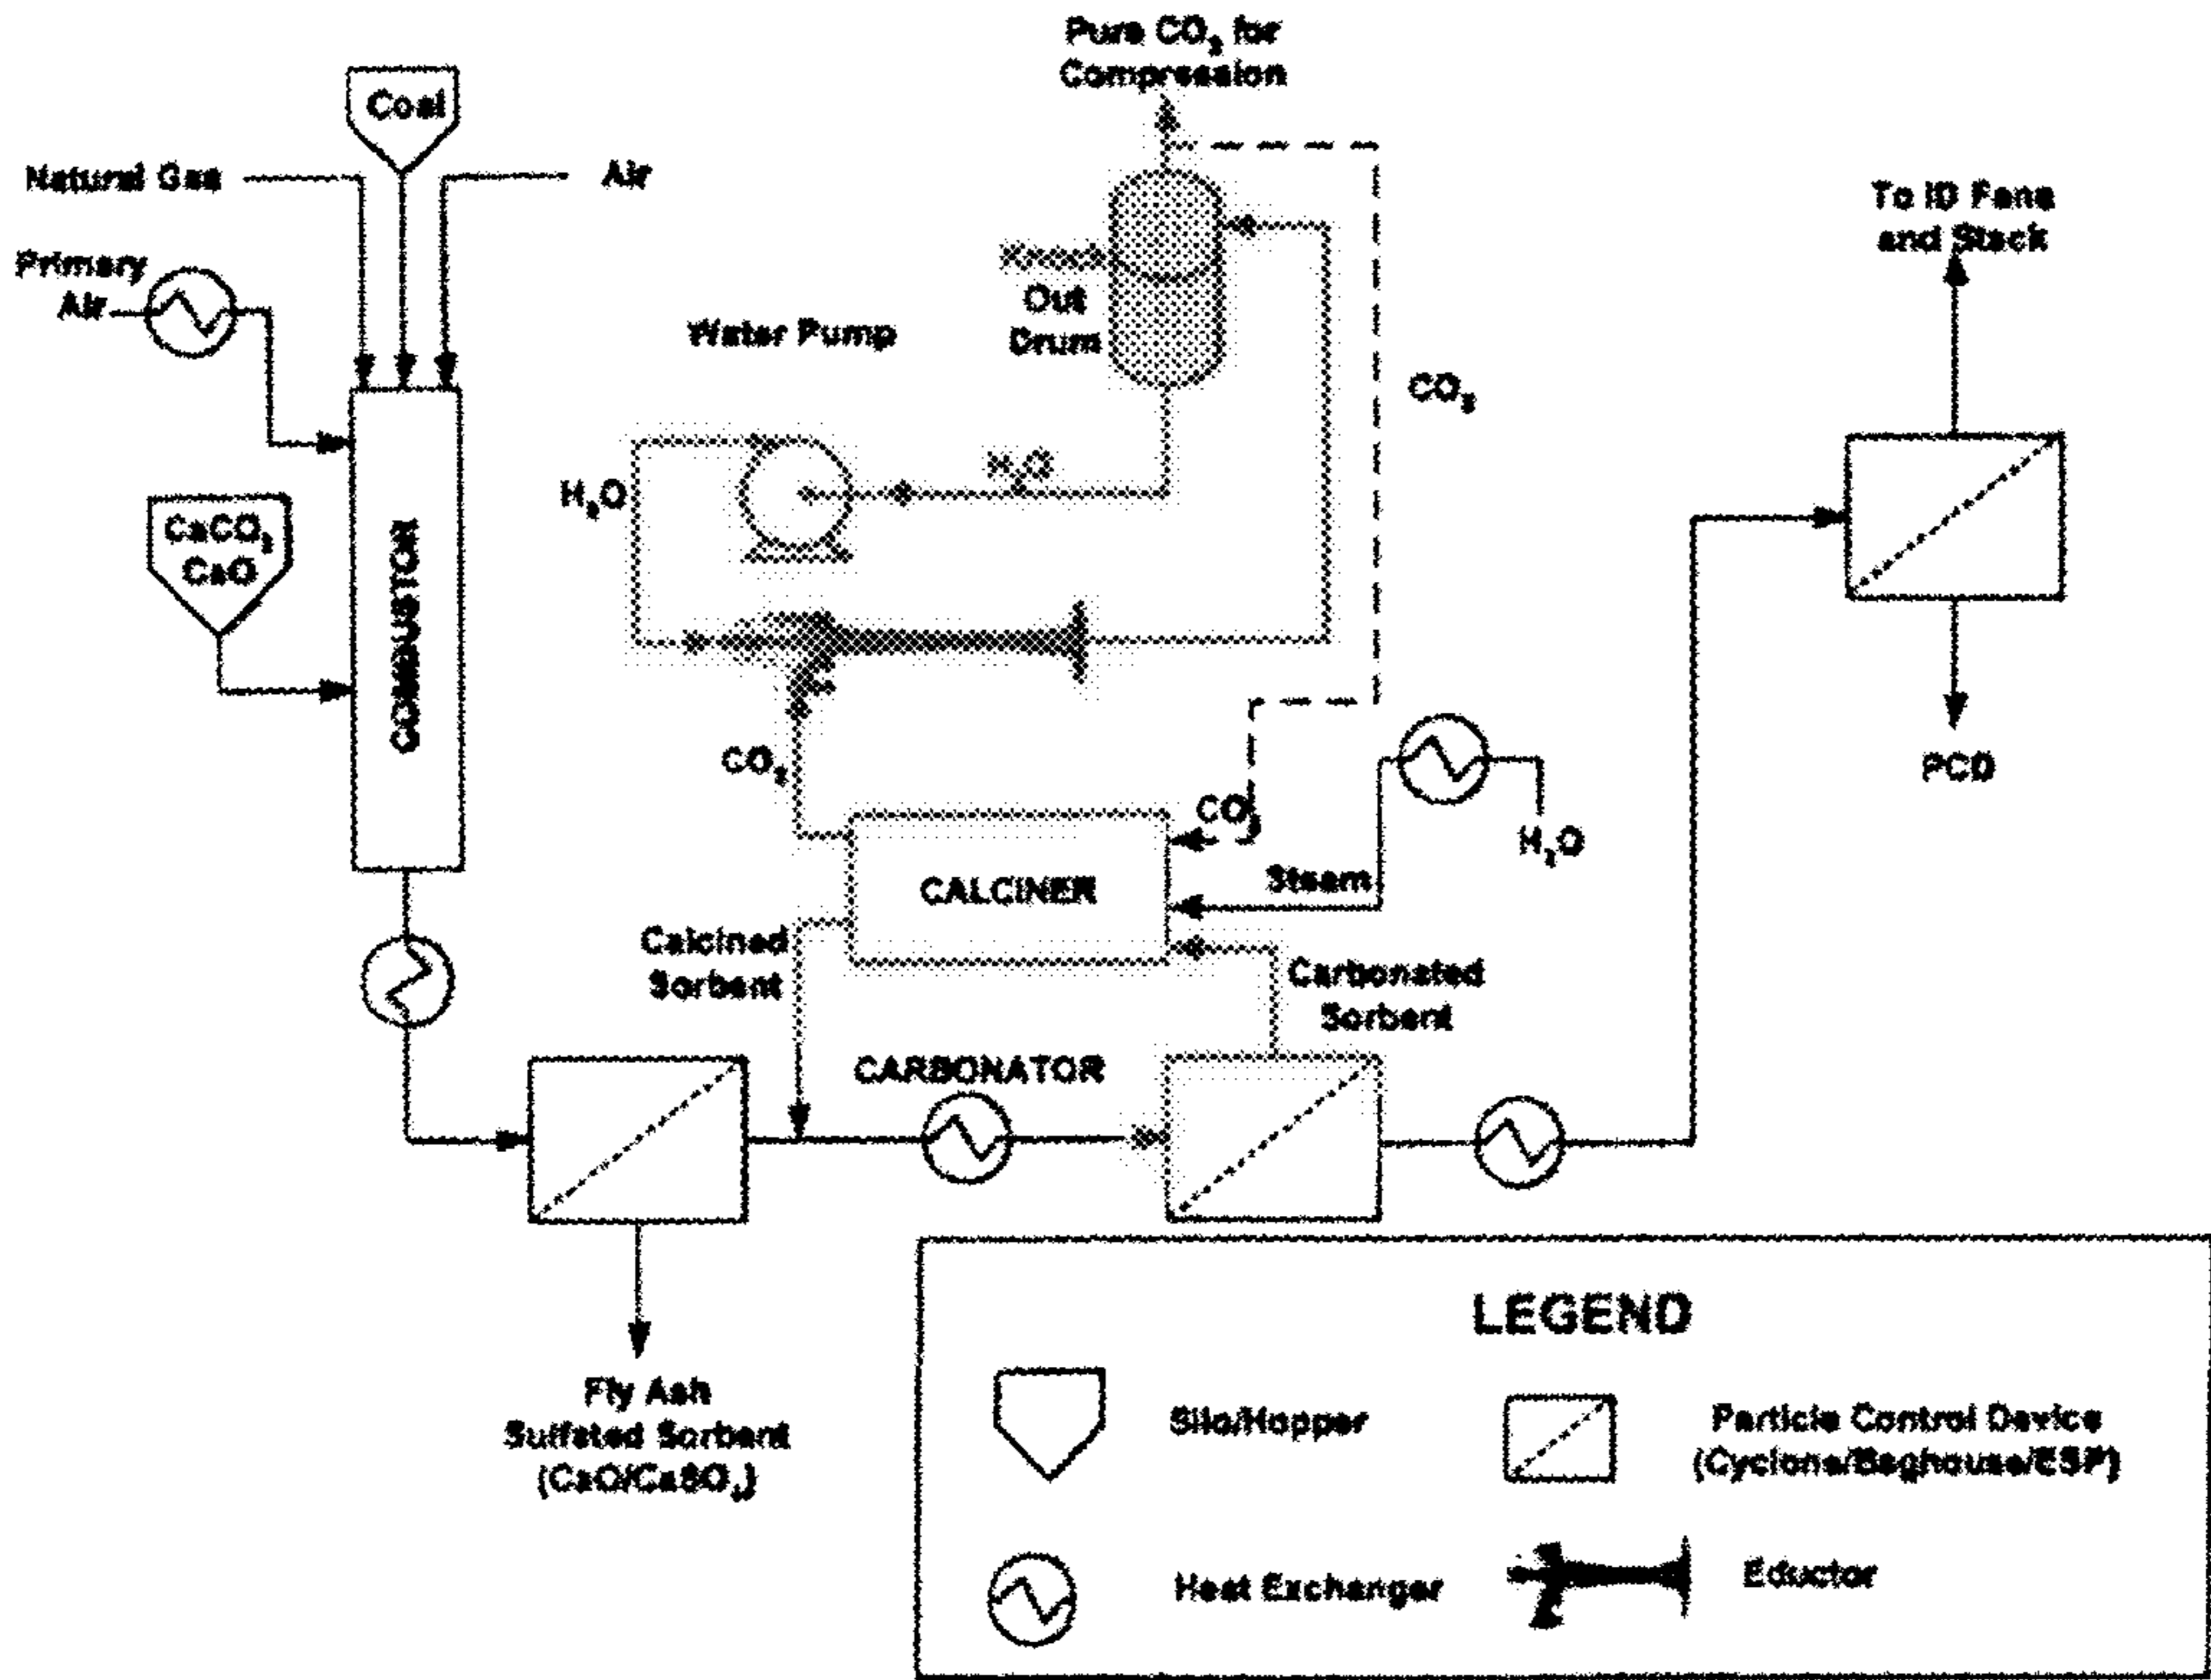 Pure CO₂ for
Compression
Coal
Natural Gas
Air
Primary
Air
To ID Fans
and Stack
Out
Drum
Water Pump
CO₂
H₂O
H₂O
CaCO₃
CaO
COMBUSTOR
CO₂
CO
PCD
H₂O
Steam
CALCINER
Calcined
Sorbent
Carbonated
Sorbent
CARBONATOR
Fly Ash
Sulfated Sorbent
(CaO/CaSO₄)
LEGEND
Silo/Hopper
Particle Control Device
(Cyclone/Baghouse/ESP)
Heat Exchanger
Eductor